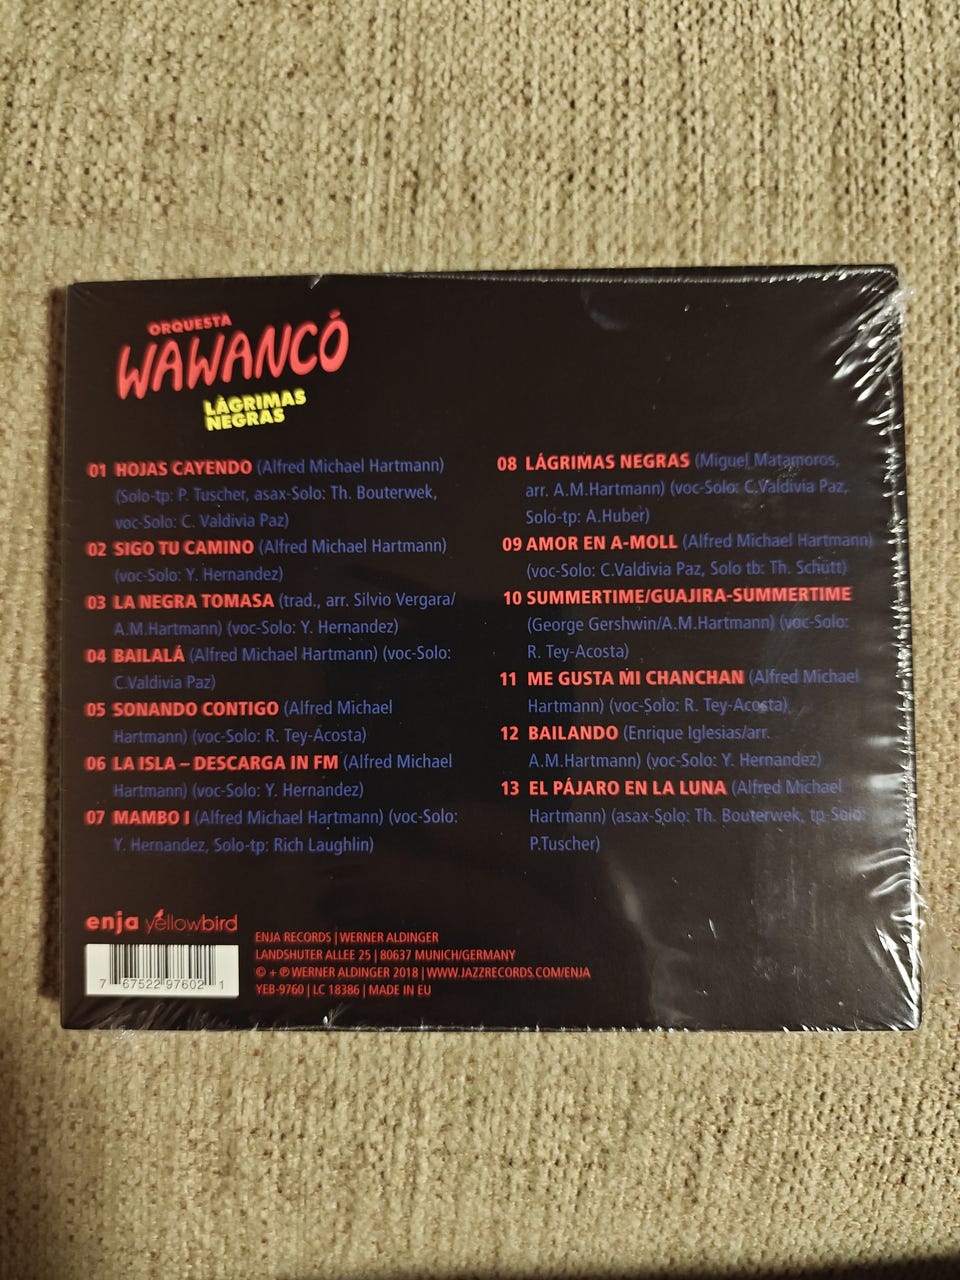 ORQUESTA
WAWANCÓ
LÁGRIMAS
NEGRAS
01 HOJAS CAYENDO (Alfred Michael Hartmann)
(Solo-tp: P. Tuscher, asax-Solo: Th. Bouterwek,
voc-Solo: C. Valdivia Paz)
02 SIGO TU CAMINO (Alfred Michael Hartmann)
(voc-Solo: Y. Hernandez)
03 LA NEGRA TOMASA (trad., arr. Silvio Vergara/
A.M.Hartmann) (voc-Solo: Y. Hernandez)
04 BAILALÁ (Alfred Michael Hartmann) (voc-Solo:
C.Valdivia Paz)
05 SONANDO CONTIGO (Alfred Michael
Hartmann) (voc-Solo: R. Tey-Acosta)
06 LA ISLA – DESCARGA IN FM (Alfred Michael
Hartmann) (voc-Solo: Y. Hernandez)
07 MAMBO I (Alfred Michael Hartmann) (voc-Solo:
Y. Hernandez, Solo-tp: Rich Laughlin)
08 LÁGRIMAS NEGRAS (Miguel Matamoros,
arr. A.M.Hartmann) (voc-Solo: C.Valdivia Paz,
Solo-tp: A.Huber)
09 AMOR EN A-MOLL (Alfred Michael Hartmann)
(voc-Solo: C.Valdivia Paz, Solo tb: Th. Schütt)
10 SUMMERTIME/GUAJIRA-SUMMERTIME
(George Gershwin/A.M.Hartmann) (voc-Solo:
R. Tey-Acosta)
11 ME GUSTA MI CHANCHAN (Alfred Michael
Hartmann) (voc-Solo: R. Tey-Acosta)
12 BAILANDO (Enrique Iglesias/arr.
A.M.Hartmann) (voc-Solo: Y. Hernandez)
13 EL PÁJARO EN LA LUNA (Alfred Michael
Hartmann) (asax-Solo: Th. Bouterwek, tp-Solo:
P.Tuscher)
enja yellowbird
ENJA RECORDS | WERNER ALDINGER
LANDSHUTER ALLEE 25 | 80637 MUNICH/GERMANY
© + ℗ WERNER ALDINGER 2018 | WWW.JAZZRECORDS.COM/ENJA
YEB-9760 | LC 18386 | MADE IN EU
7 67522 97602 1